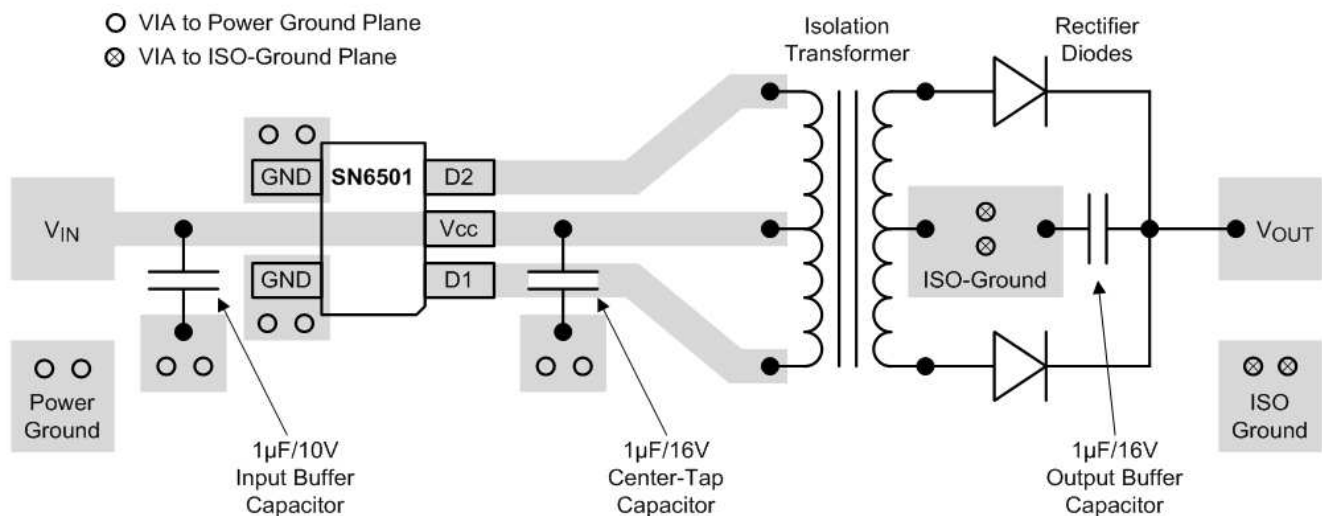 VIA to Power Ground Plane
VIA to ISO-Ground Plane
Isolation
Transformer
Rectifier
Diodes
GND
SN6501
D2
VIN
Vcc
GND
D1
ISO-Ground
VOUT
Power
Ground
ISO
Ground
1µF/10V
Input Buffer
Capacitor
1µF/16V
Center-Tap
Capacitor
1µF/16V
Output Buffer
Capacitor